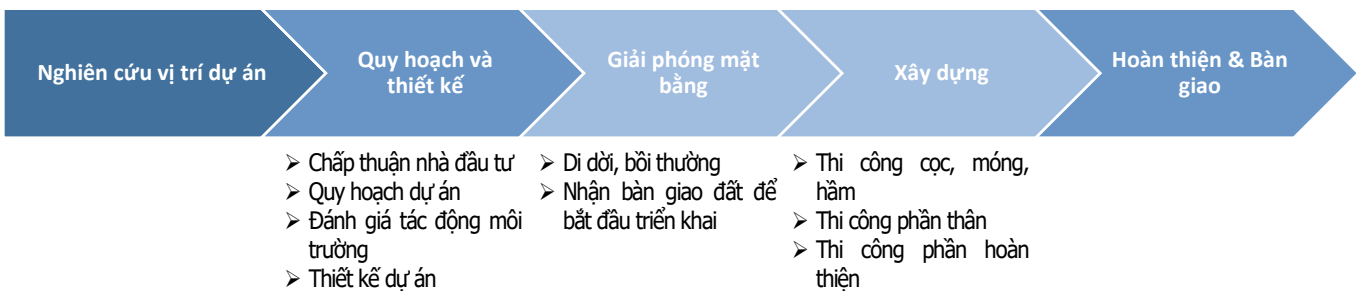 Nghiên cứu vị trí dự án
Quy hoạch và
thiết kế
Giải phóng mặt
bằng
Xây dựng
Hoàn thiện & Bàn
giao
➢ Chấp thuận nhà đầu tư
➢ Quy hoạch dự án
➢ Đánh giá tác động môi
trường
➢ Thiết kế dự án
➢ Di dời, bồi thường
➢ Nhận bàn giao đất để
bắt đầu triển khai
➢ Thi công cọc, móng,
hầm
➢ Thi công phần thân
➢ Thi công phần hoàn
thiện